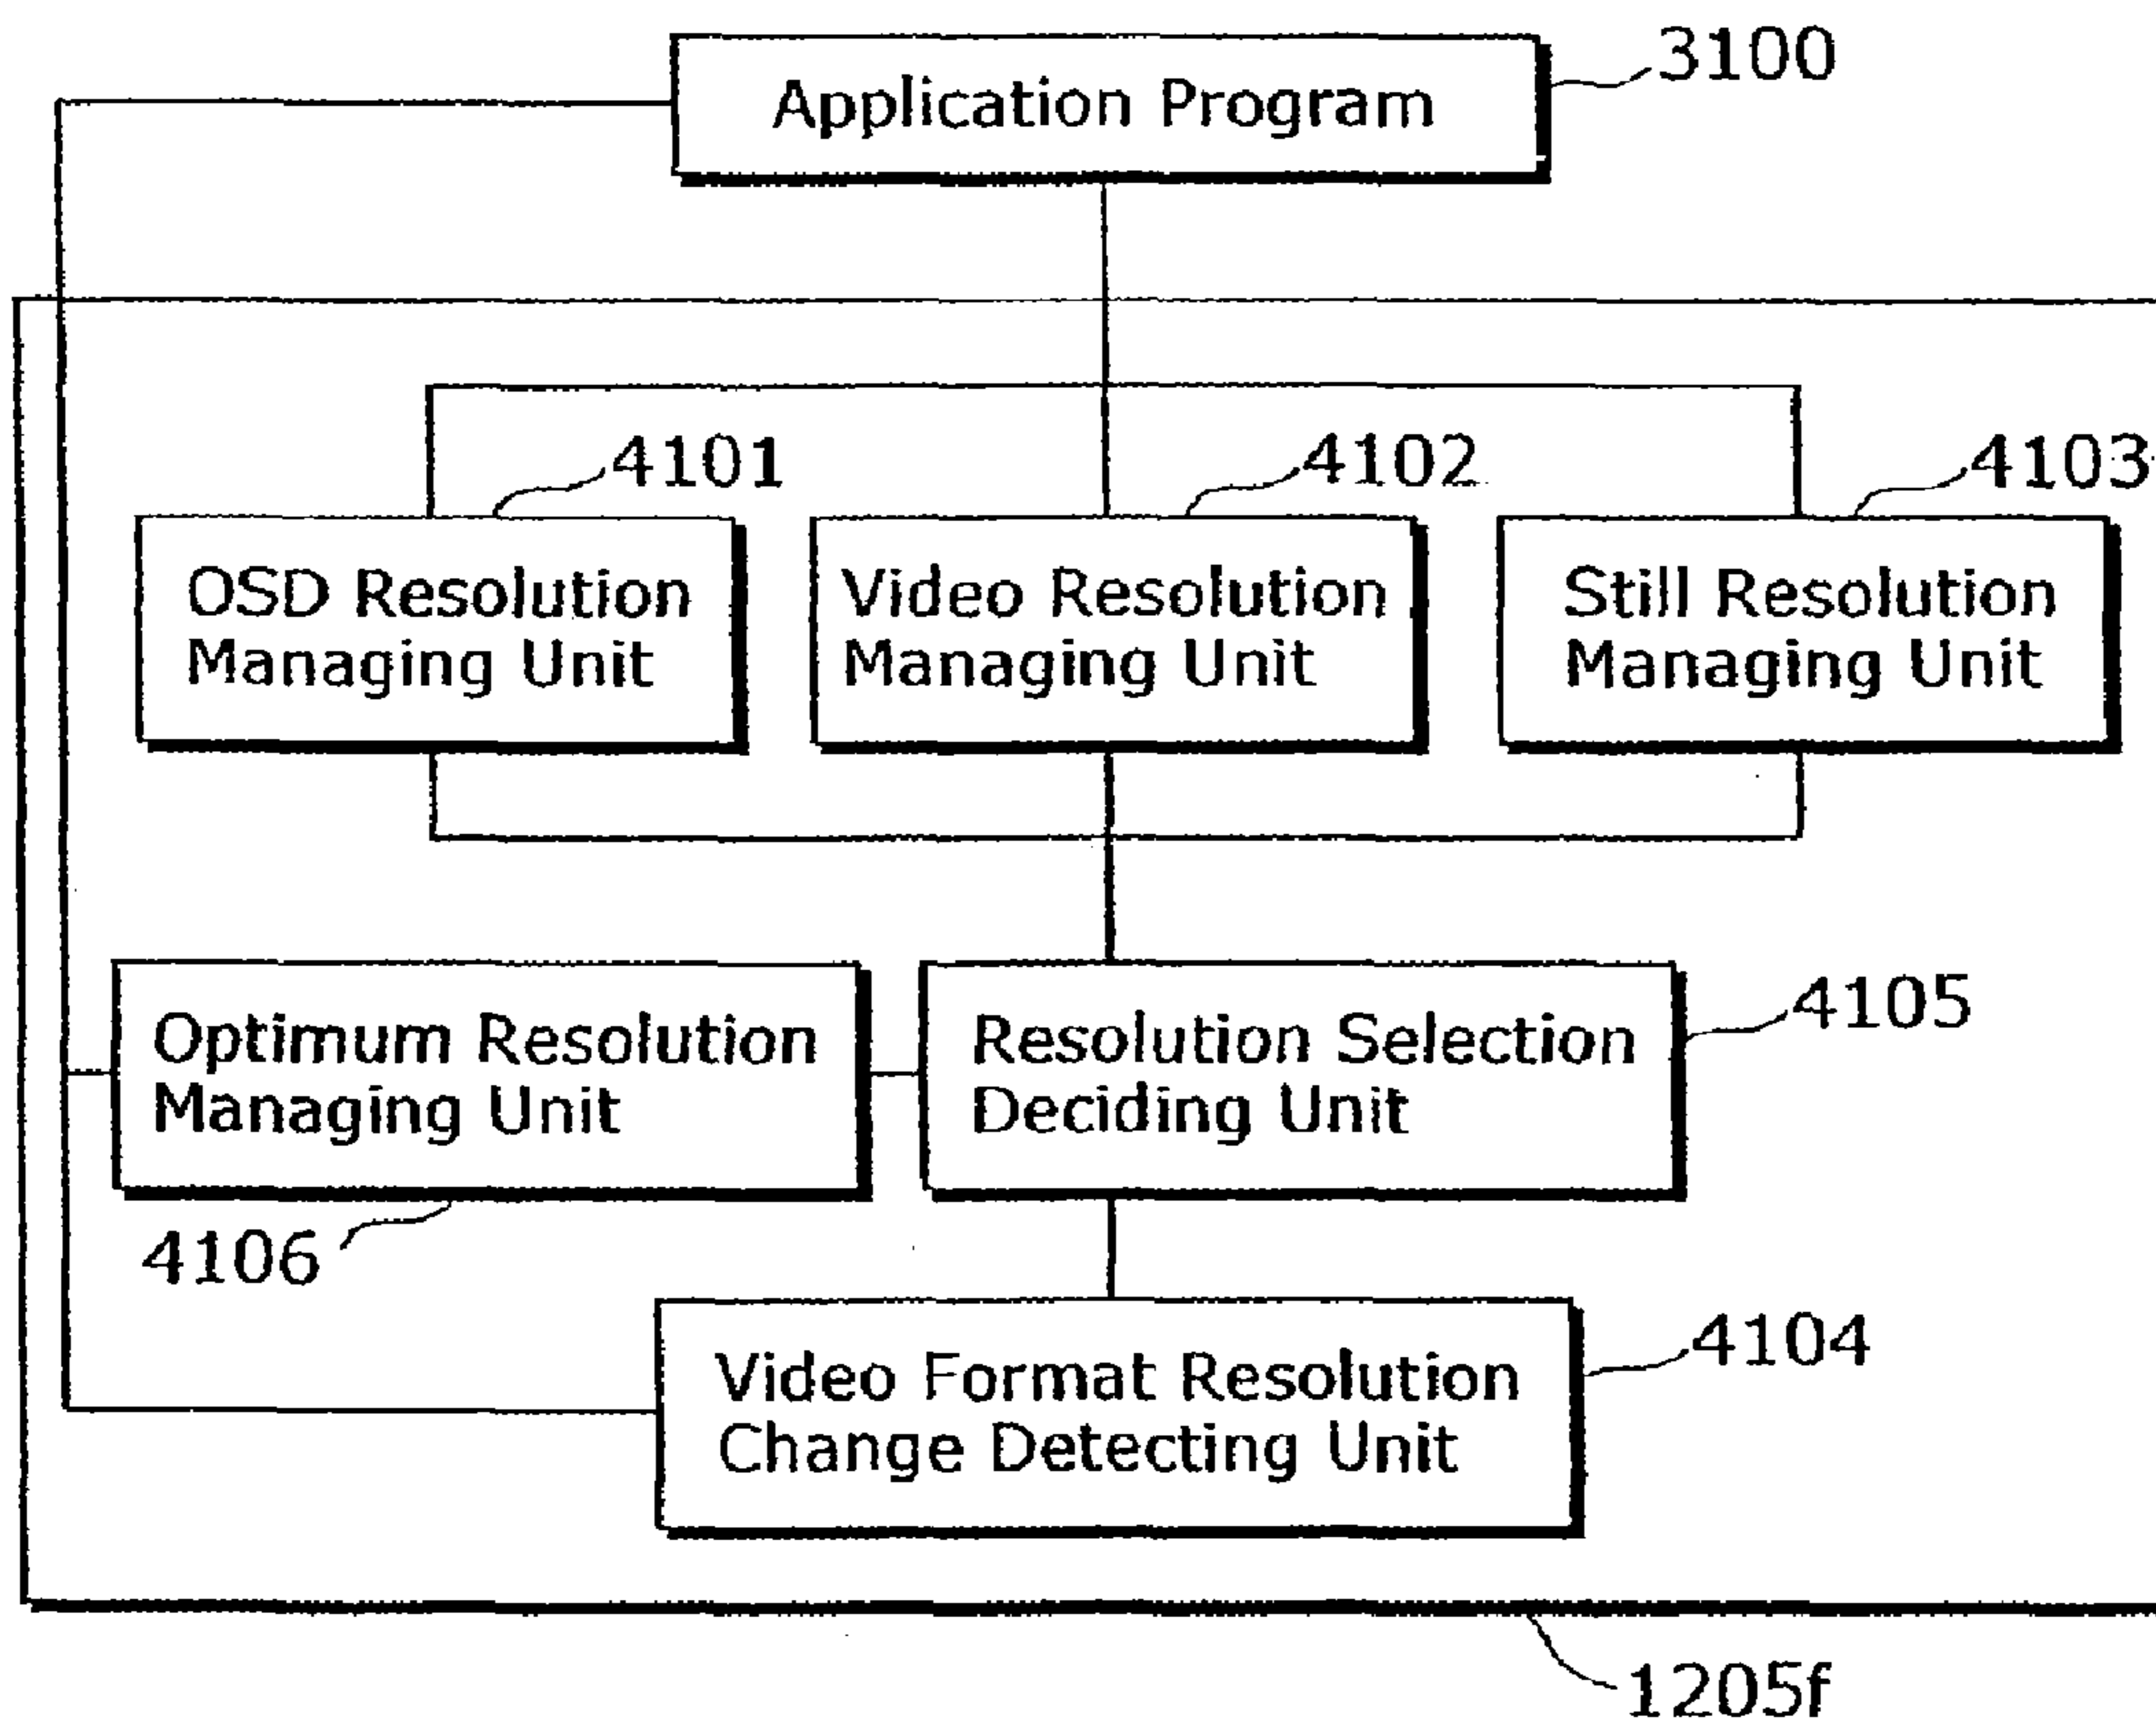 3100
Application Program
4101
4102
4103
OSD Resolution
Managing Unit
Video Resolution
Managing Unit
Still Resolution
Managing Unit
Optimum Resolution
Managing Unit
Resolution Selection
Deciding Unit
4105
4106
Video Format Resolution
Change Detecting Unit
4104
1205f